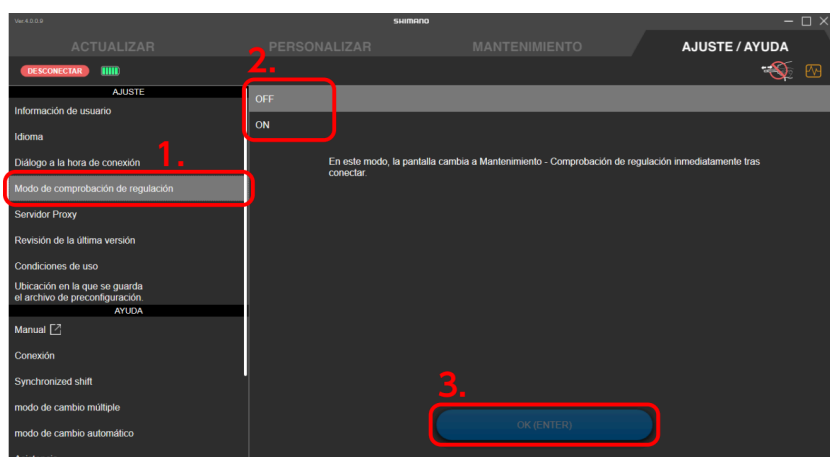 Ver.4.0.0.9
SHIMANO
ACTUALIZAR
PERSONALIZAR
MANTENIMIENTO
AJUSTE / AYUDA
DESCONECTAR
2.
AJUSTE
Información de usuario
Idioma
Diálogo a la hora de conexión
1.
Modo de comprobación de regulación
Servidor Proxy
Revisión de la última versión
Condiciones de uso
Ubicación en la que se guarda
el archivo de preconfiguración.
AYUDA
Manual
Conexión
Synchronized shift
modo de cambio múltiple
modo de cambio automático
OFF
ON
En este modo, la pantalla cambia a Mantenimiento - Comprobación de regulación inmediatamente tras
conectar.
3.
OK (ENTER)